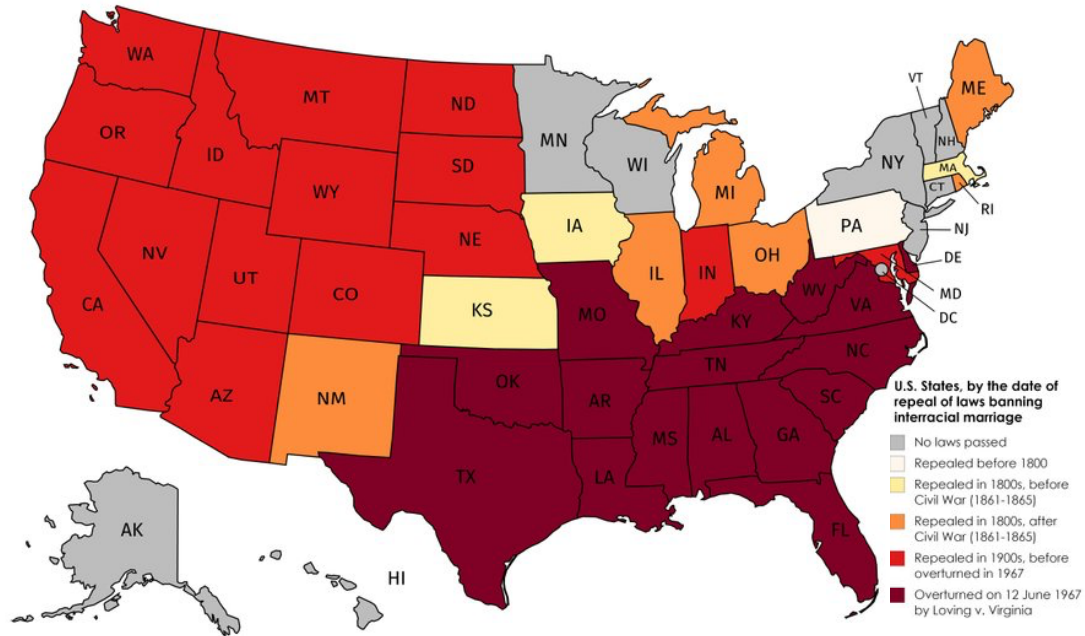 WA
MT
ND
MN
VT
ME
OR
ID
SD
WI
NY
NH
MA
WY
MI
CT
RI
IA
NE
PA
NJ
NV
UT
CO
IL
IN
OH
DE
CA
KS
MO
WV
VA
MD
KY
DC
AZ
NM
OK
TN
NC
AR
SC
MS
AL
GA
TX
LA
FL
AK
HI
U.S. States, by the date of
repeal of laws banning
interracial marriage
No laws passed
Repealed before 1800
Repealed in 1800s, before
Civil War (1861-1865)
Repealed in 1800s, after
Civil War (1861-1865)
Repealed in 1900s, before
overturned in 1967
Overturned on 12 June 1967
by Loving v. Virginia